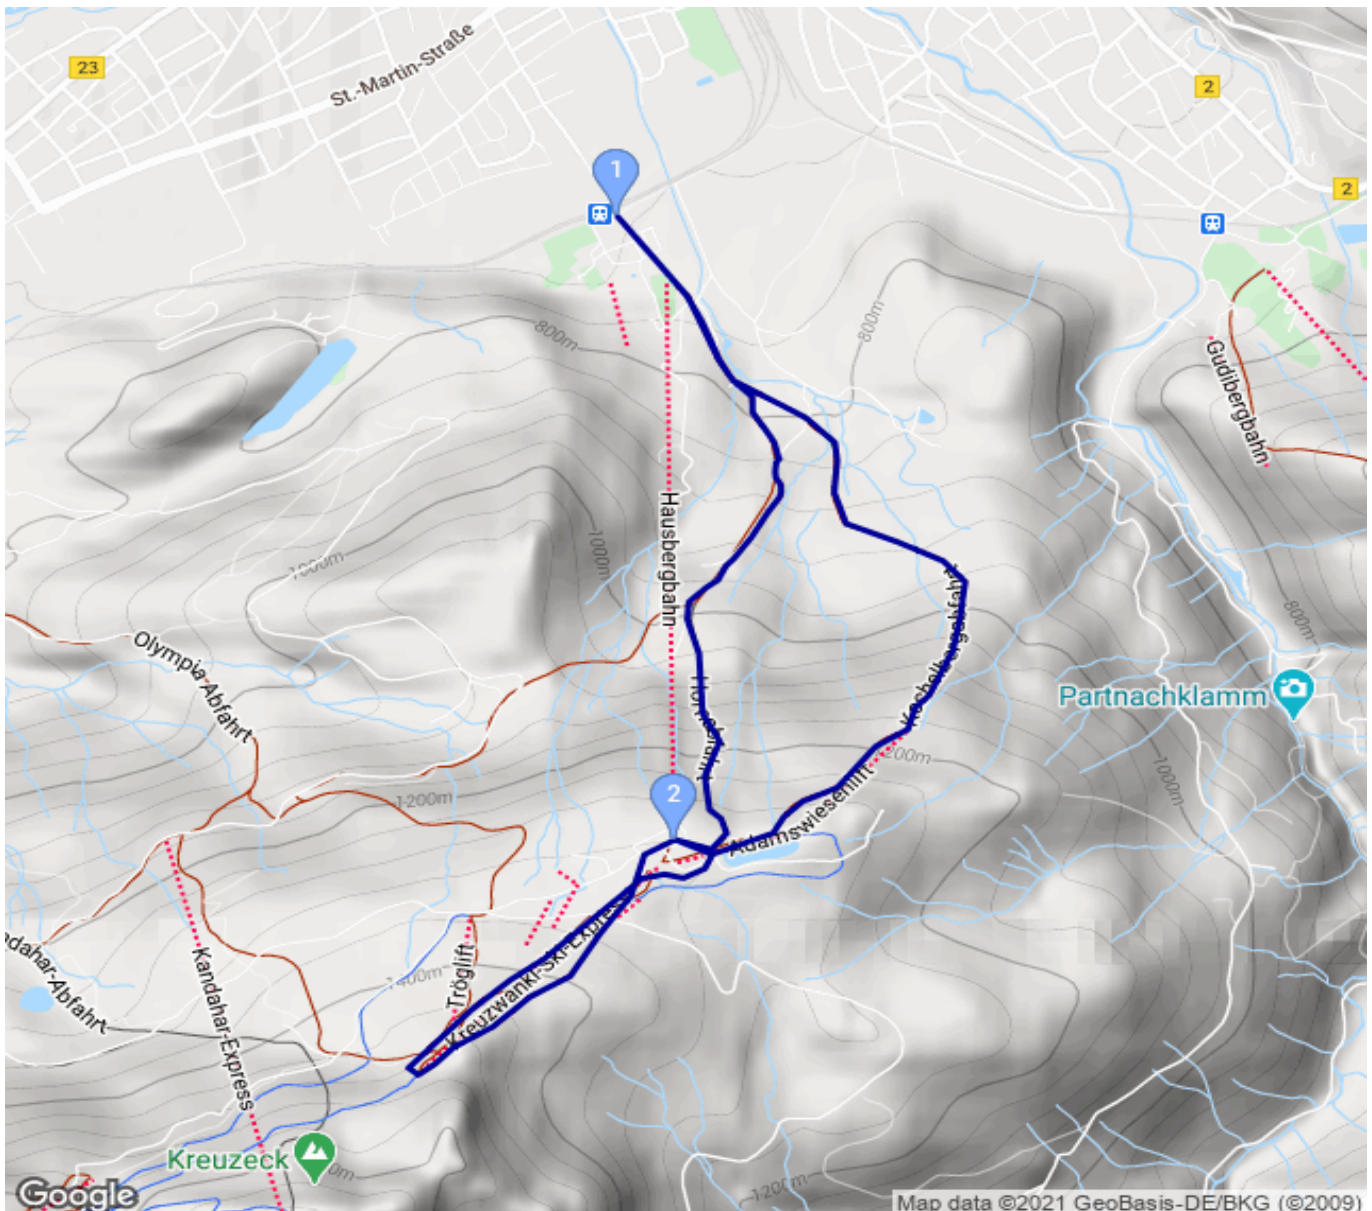 23
St.-Martin-Straße
2
1
2
800m
800m
Gudibergbahn
1000m
1000m
Hausbergbahn
Kochelbergabfahrt
800m
Olympia-Abfahrt
Hornabfahrt
Partnachklamm
1200m
1000m
1200m
2
Adamswiesenlift
Kreuzwankl-Ski-Express
Tröglift
1400m
Kandahar-Express
Kandahar-Abfahrt
Kreuzeck
1200m
Google
Map data ©2021 GeoBasis-DE/BKG (©2009)